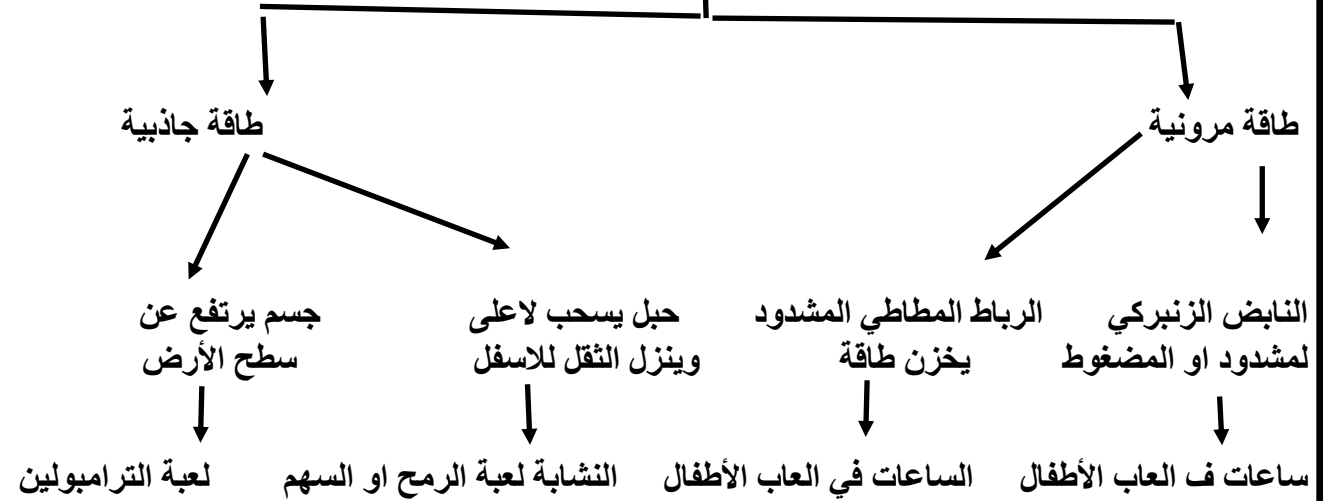 طاقة مرونية
طاقة جاذبية
النابض الزنبركي
لمشدود او المضغوط
الرباط المطاطي المشدود
يخزن طاقة
حبل يسحب لاعلى
وينزل الثقل للاسفل
جسم يرتفع عن
سطح الأرض
ساعات ف العاب الأطفال
الساعات في العاب الأطفال
النشابة لعبة الرمح او السهم
لعبة الترامبولين